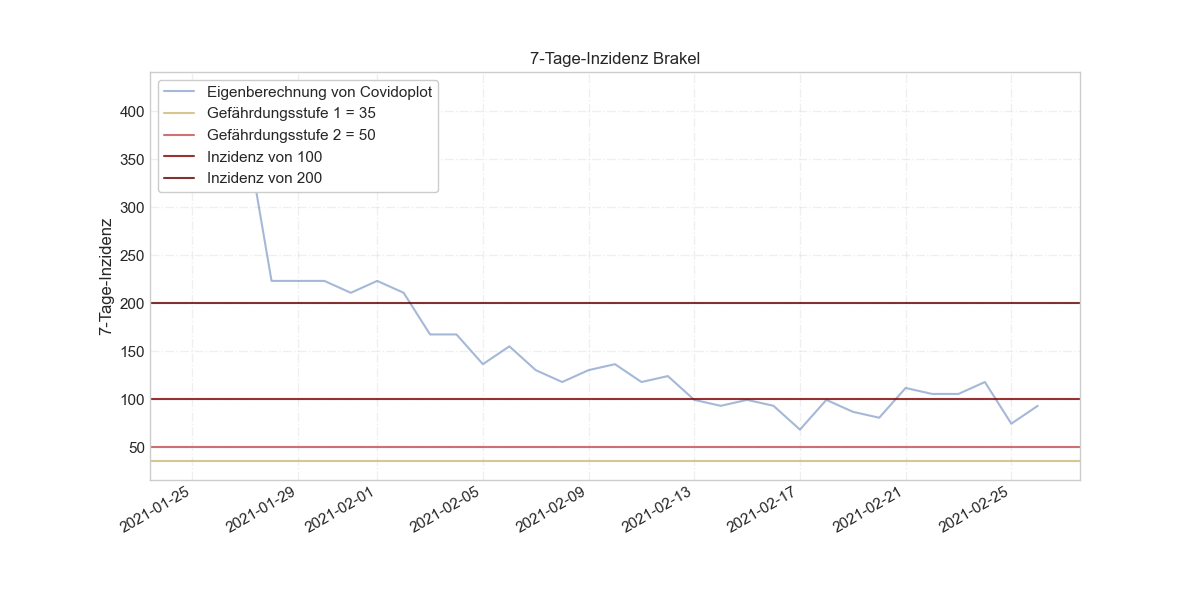 7-Tage-Inzidenz Brakel
Eigenberechnung von Covidoplot
Gefährdungsstufe 1 = 35
Gefährdungsstufe 2 = 50
Inzidenz von 100
Inzidenz von 200
7-Tage-Inzidenz
400
350
300
250
200
150
100
50
2021-01-25
2021-01-29
2021-02-01
2021-02-05
2021-02-09
2021-02-13
2021-02-17
2021-02-21
2021-02-25